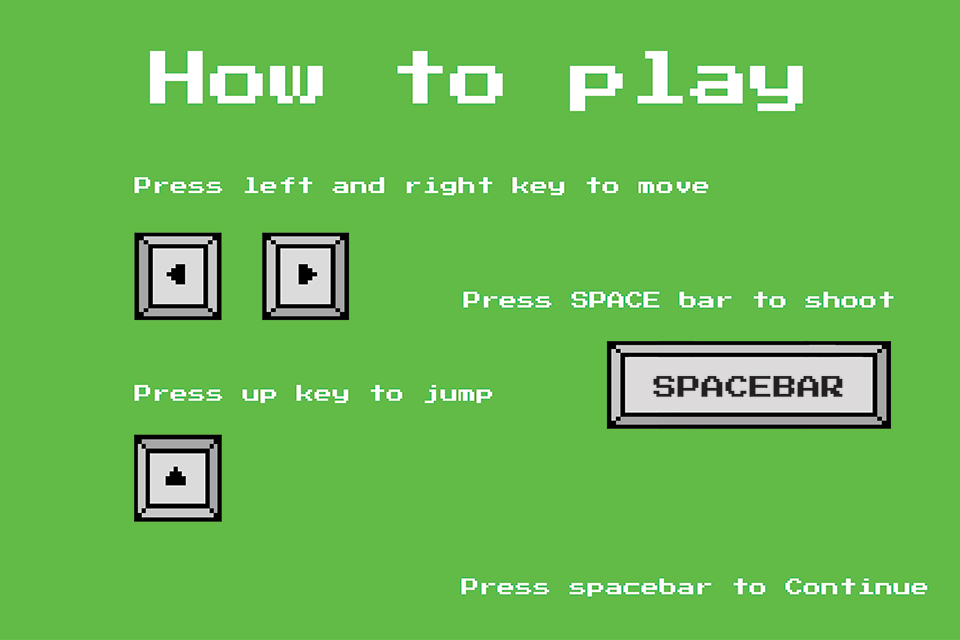 How to play
Press left and right key to move
Press SPACE bar to shoot
SPACEBAR
Press up key to jump
Press spacebar to Continue